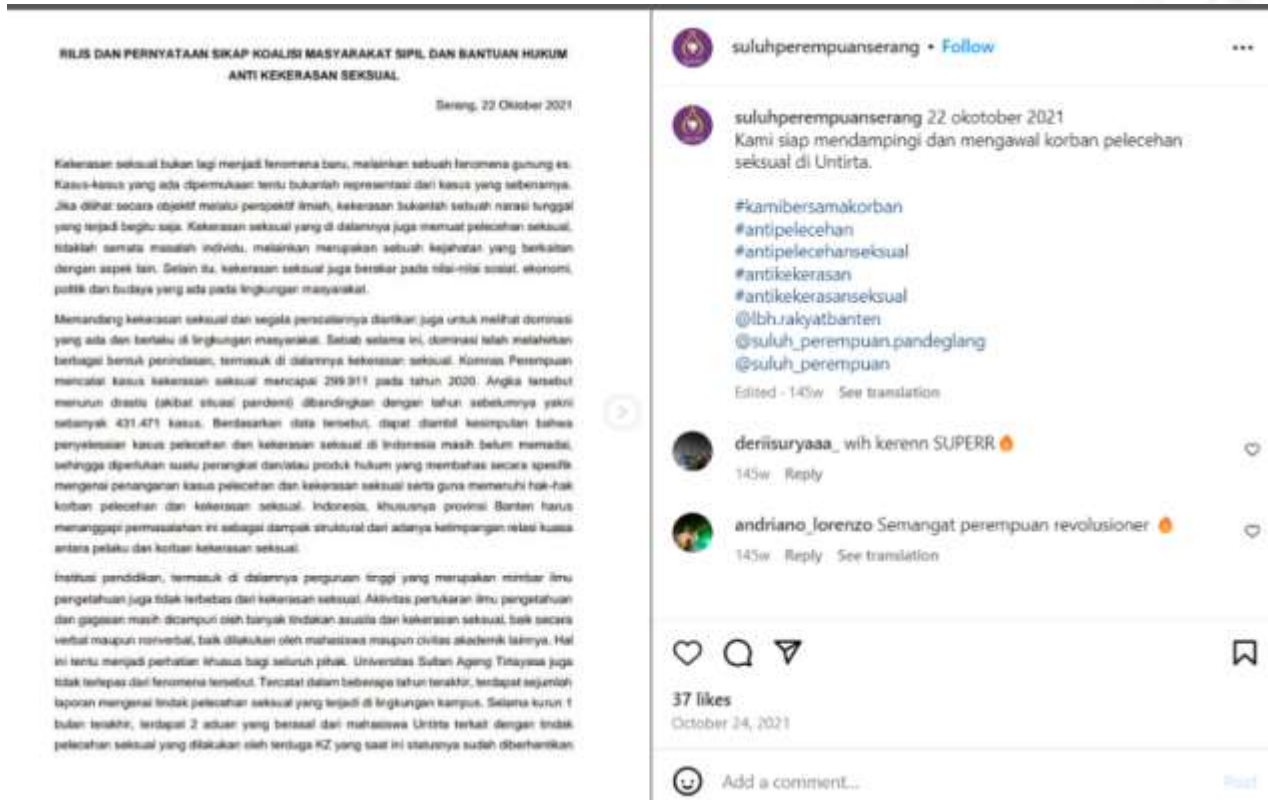 RILIS DAN PERNYATAAN SIKAP KOALISI MASYARAKAT SIPIL DAN BANTUAN HUKUM
ANTI KEKERASAN SEKSUAL
Serang, 22 Oktober 2021
Kekerasan seksual bukan lagi menjadi fenomena baru, melainkan sebuah fenomena gunung es.
Kasus-kasus yang ada dipermukaan tentu bukanlah representasi dari kasus yang sebenarnya.
Jika dilihat secara objektif melalui perspektif ilmiah, kekerasan bukanlah sebuah narasi tunggal
yang terjadi begitu saja. Kekerasan seksual yang di dalamnya juga memuat pelecehan seksual,
tidaklah semata masalah individu, melainkan merupakan sebuah kejahatan yang berkaitan
dengan aspek lain. Selain itu, kekerasan seksual juga berakar pada nilai-nilai sosial, ekonomi,
politik dan budaya yang ada pada lingkungan masyarakat.
Memandang kekerasan seksual dan segala persoalannya diartikan juga untuk melihat dominasi
yang ada dan berlaku di lingkungan masyarakat. Sebab selama ini, dominasi telah melahirkan
berbagai bentuk penindasan, termasuk di dalamnya kekerasan seksual. Komnas Perempuan
mencatat kasus kekerasan seksual mencapai 299.911 pada tahun 2020. Angka tersebut
menurun drastis (akibat situasi pandemi) dibandingkan dengan tahun sebelumnya yakni
sebanyak 431.471 kasus. Berdasarkan data tersebut, dapat diambil kesimpulan bahwa
penyelesaian kasus pelecehan dan kekerasan seksual di Indonesia masih belum memadai,
sehingga diperlukan suatu perangkat dan/atau produk hukum yang membahas secara spesifik
mengenai penanganan kasus pelecehan dan kekerasan seksual serta guna memenuhi hak-hak
korban pelecehan dan kekerasan seksual. Indonesia, khususnya provinsi Banten harus
menanggapi permasalahan ini sebagai dampak struktural dari adanya ketimpangan relasi kuasa
antara pelaku dan korban kekerasan seksual.
Institusi pendidikan, termasuk di dalamnya perguruan tinggi yang merupakan mimbar ilmu
pengetahuan juga tidak terbebas dari kekerasan seksual. Aktivitas pertukaran ilmu pengetahuan
dan gagasan masih dicampuri oleh banyak tindakan asusila dan kekerasan seksual, baik secara
verbal maupun nonverbal, baik dilakukan oleh mahasiswa maupun civitas akademik lainnya. Hal
ini tentu menjadi perhatian khusus bagi seluruh pihak. Universitas Sultan Ageng Tirtayasa juga
tidak terlepas dari fenomena tersebut. Tercatat dalam beberapa tahun terakhir, terdapat sejumlah
laporan mengenai tindak pelecehan seksual yang terjadi di lingkungan kampus. Selama kurun 1
bulan terakhir, terdapat 2 aduan yang berasal dari mahasiswa Untirta terkait dengan tindak
pelecehan seksual yang dilakukan oleh terduga KZ yang saat ini statusnya sudah diberhentikan
suluhperempuanserang • Follow
suluhperempuanserang 22 okotober 2021
Kami siap mendampingi dan mengawal korban pelecehan
seksual di Untirta.
#kamibersamakorban
#antipelecehan
#antipelecehanseksual
#antikekerasan
#antikekerasanseksual
@lbh.rakyatbanten
@suluh_perempuan.pandeglang
@suluh_perempuan
Edited · 145w See translation
deriisuryaaa_ wih kerenn SUPERR🔥
145w Reply
andriano_lorenzo Semangat perempuan revolusioner 🔥
145w Reply See translation
37 likes
October 24, 2021
Add a comment...
Post